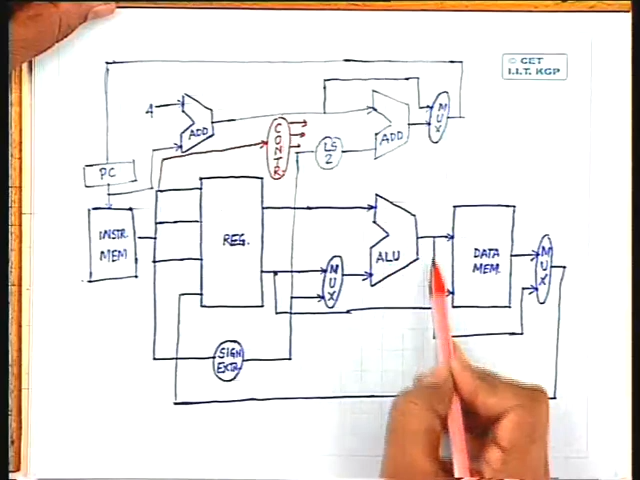 © CET
I.I.T. KGP
4
ADD
CONTR.
LS
2
ADD
MUX
PC
INSTR.
MEM
REG.
MUX
ALU
DATA
MEM.
MUX
SIGN
EXTR.